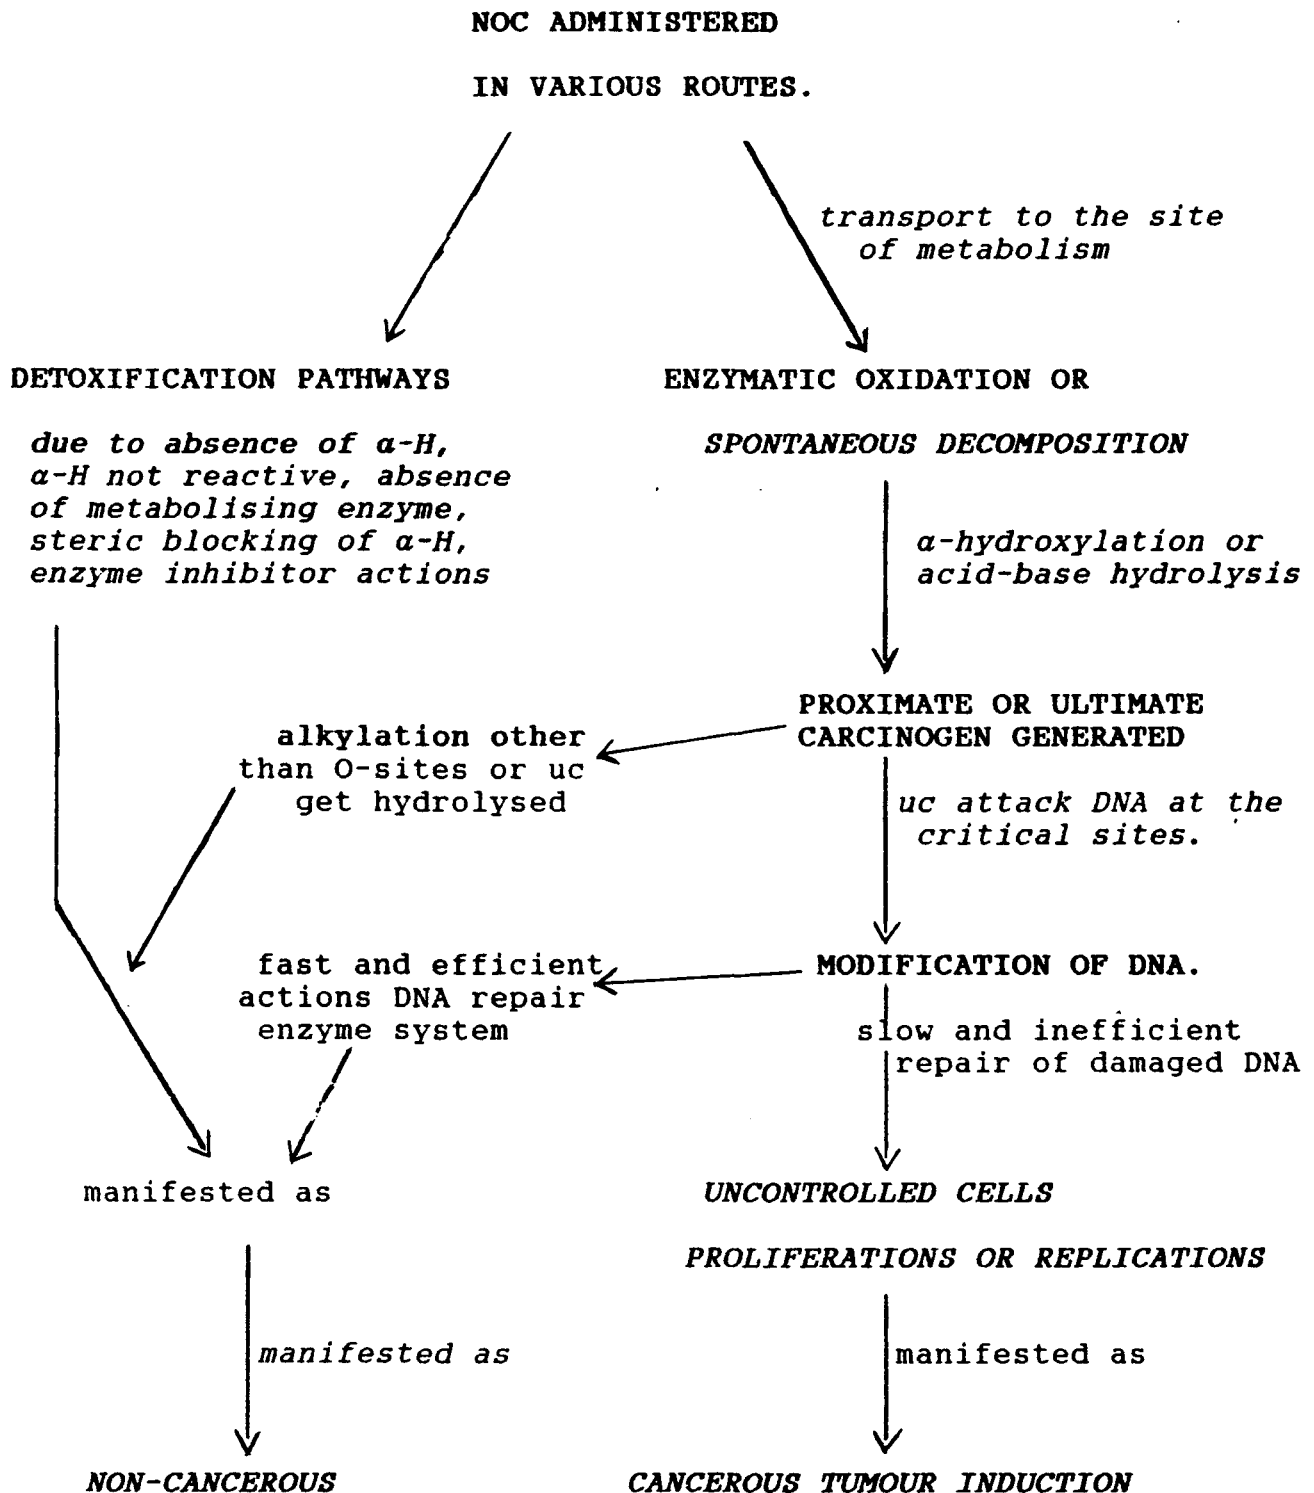 NOC ADMINISTERED
IN VARIOUS ROUTES.
transport to the site
of metabolism
DETOXIFICATION PATHWAYS
due to absence of α-H,
α-H not reactive, absence
of metabolising enzyme,
steric blocking of α-H,
enzyme inhibitor actions
ENZYMATIC OXIDATION OR
SPONTANEOUS DECOMPOSITION
α-hydroxylation or
acid-base hydrolysis
PROXIMATE OR ULTIMATE
CARCINOGEN GENERATED
alkylation other
than O-sites or uc
get hydrolysed
uc attack DNA at the
critical sites.
MODIFICATION OF DNA.
fast and efficient
actions DNA repair
enzyme system
slow and inefficient
repair of damaged DNA
manifested as
UNCONTROLLED CELLS
PROLIFERATIONS OR REPLICATIONS
manifested as
manifested as
NON-CANCEROUS
CANCEROUS TUMOUR INDUCTION